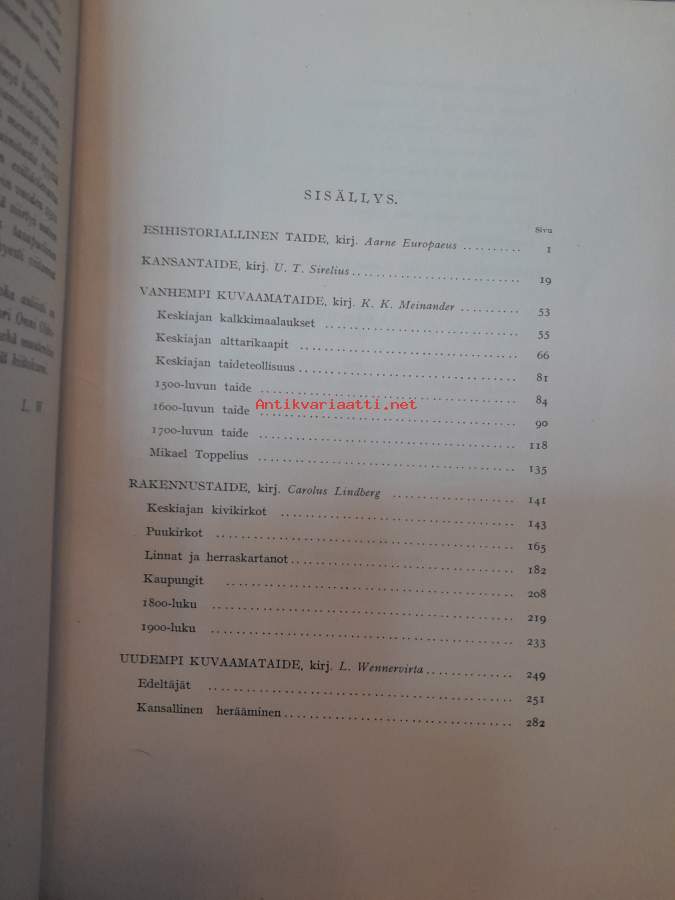 SISÄLLYS.
Sivu
ESIHISTORIALLINEN TAIDE, kirj. Aarne Europaeus .......... 1
KANSANTAIDE, kirj. U. T. Sirelius ........................ 19
VANHEMPI KUVAAMATAIDE, kirj. K. K. Meinander .......... 53
Keskiajan kalkkimaalaukset ........................ 55
Keskiajan alttarikaapit ........................ 66
Keskiajan taideteollisuus ........................ 81
1500-luvun taide ........................ 84
Antikvariaatti.net
1600-luvun taide ........................ 90
1700-luvun taide ........................ 118
Mikael Toppelius ........................ 135
RAKENNUSTAIDE, kirj. Carolus Lindberg .................. 141
Keskiajan kivikirkot ........................ 143
Puukirkot ........................ 165
Linnat ja herraskartanot ........................ 182
Kaupungit ........................ 208
1800-luku ........................ 219
1900-luku ........................ 233
UUDEMPI KUVAAMATAIDE, kirj. L. Wennervirta ............. 249
Edeltäjät ........................ 251
Kansallinen herääminen ........................ 282
L. W